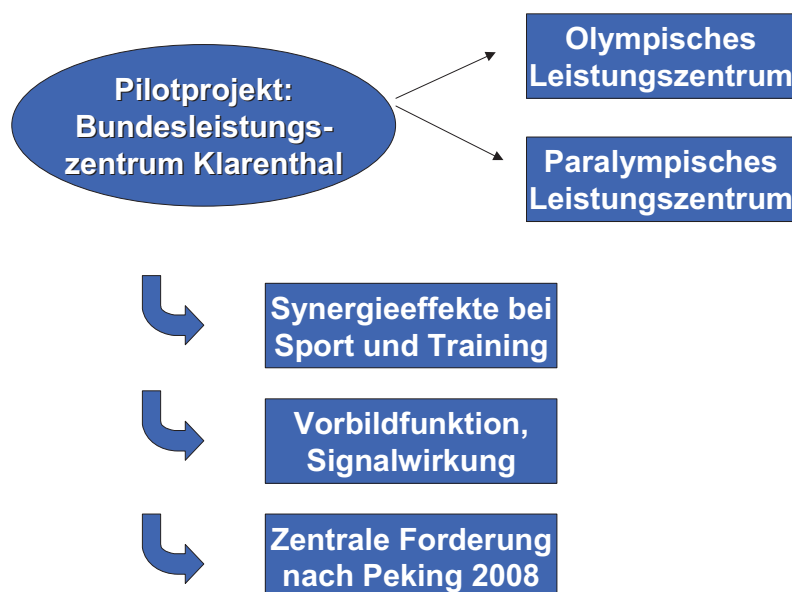 Pilotprojekt:
Bundesleistungs-
zentrum Klarenthal
Olympisches
Leistungszentrum
Paralympisches
Leistungszentrum
Synergieeffekte bei
Sport und Training
Vorbildfunktion,
Signalwirkung
Zentrale Forderung
nach Peking 2008